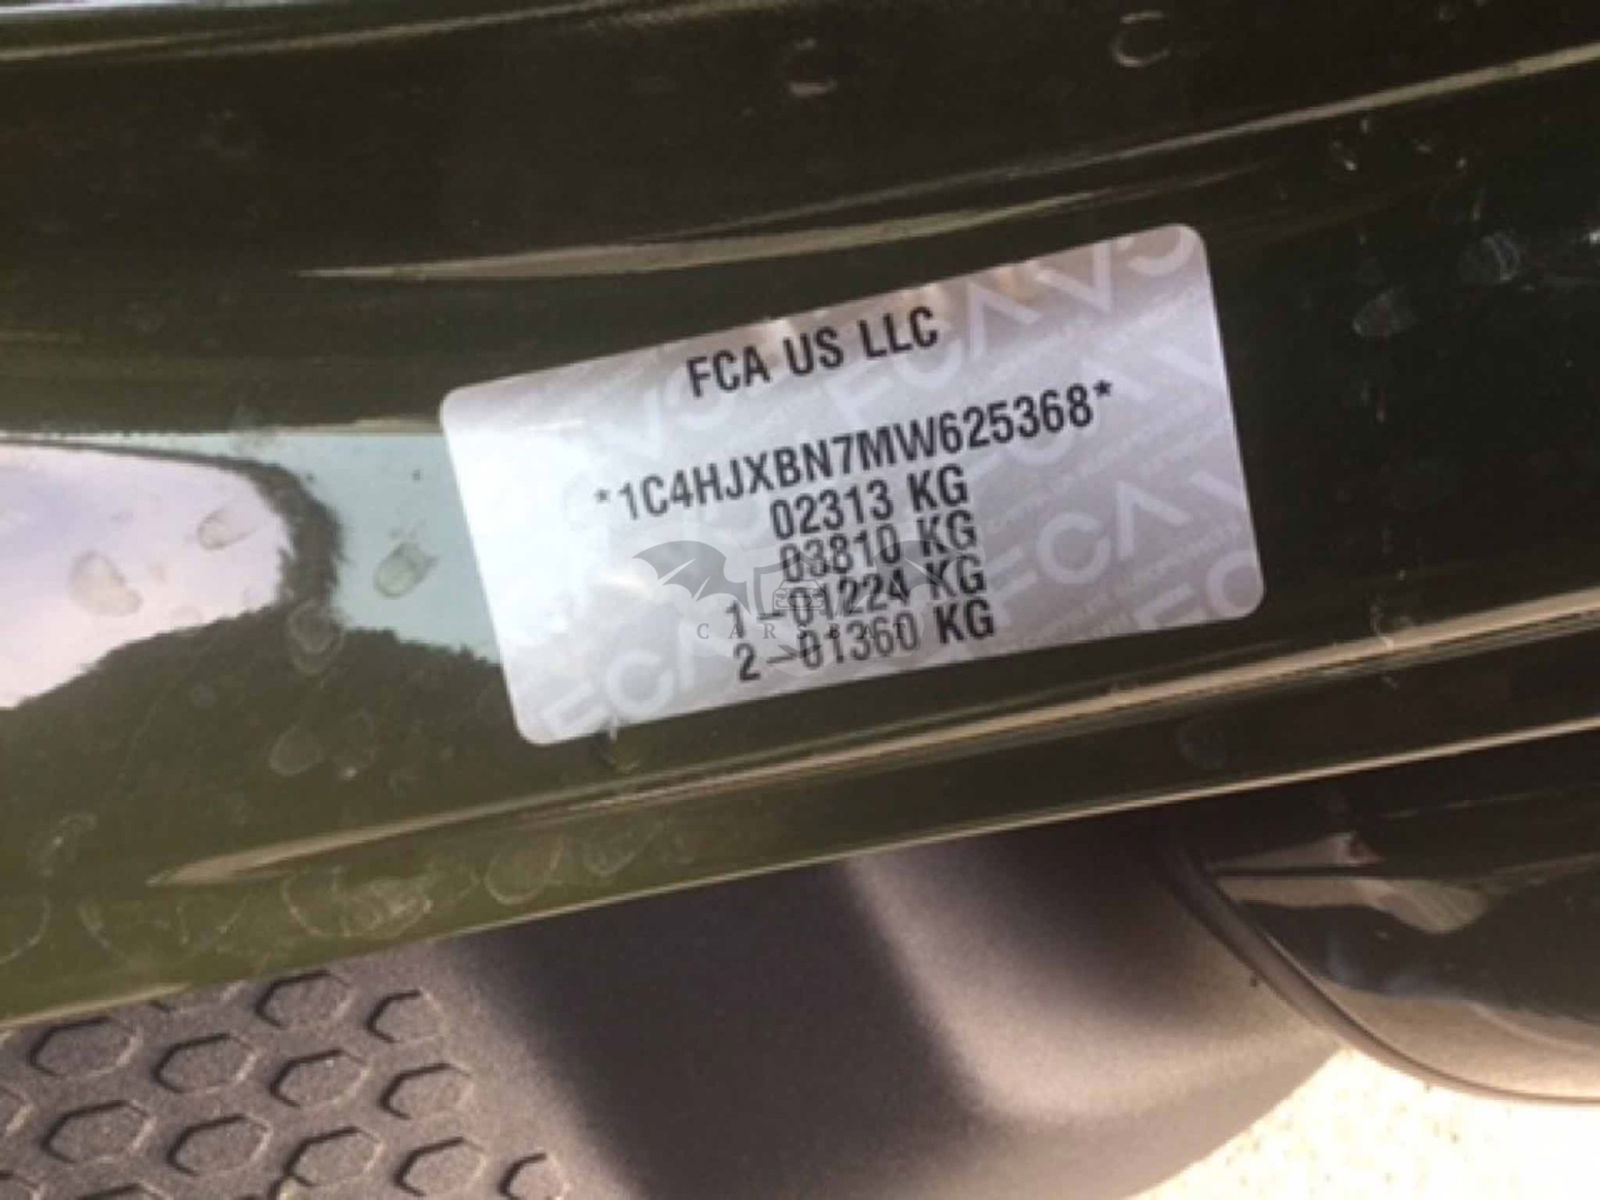 FCA US LLC
*1C4HJXBN7MW625368*
02313 KG
03810 KG
1-01224 KG
2-01360 KG